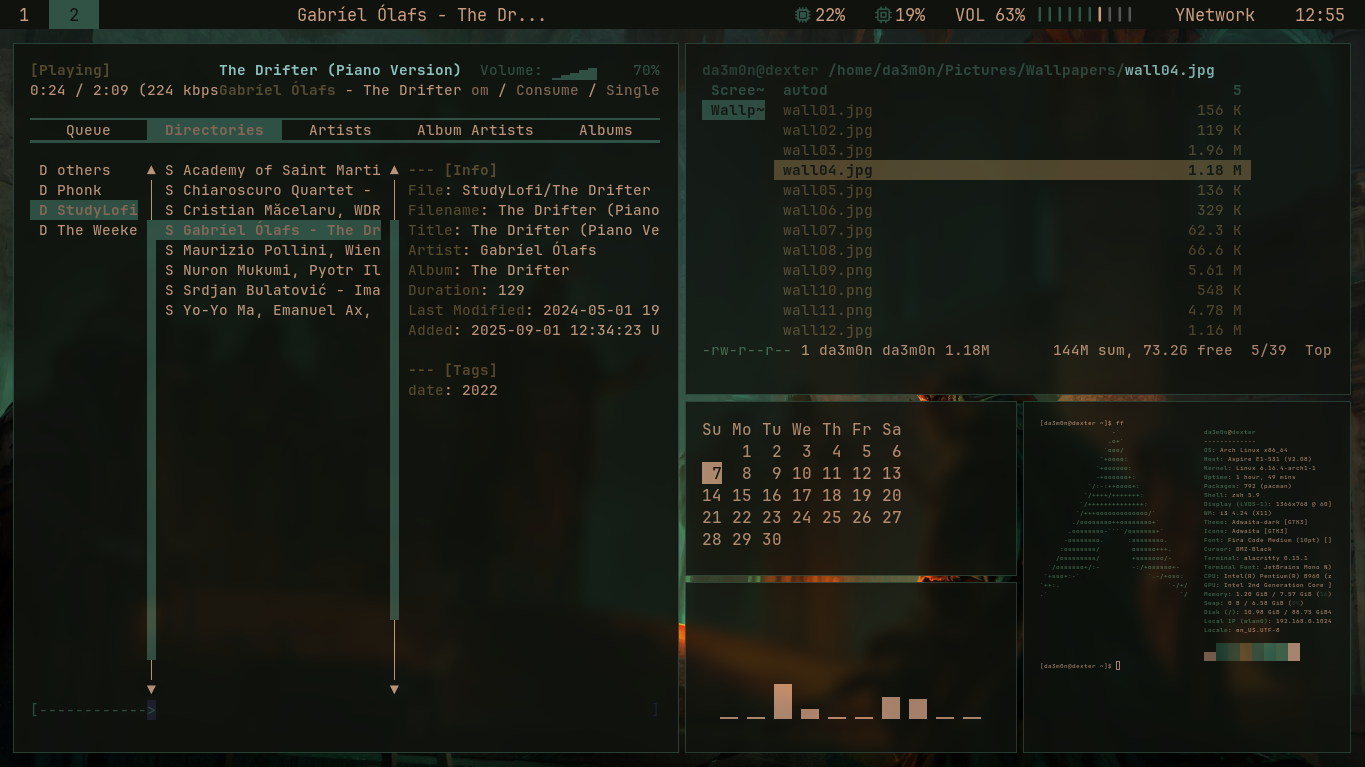 1 2 Gabríel Ólafs - The Dr... 22% 19% VOL 63% YNetwork 12:55
[Playing] The Drifter (Piano Version) Volume: 70%
0:24 / 2:09 (224 kbpsGabríel Ólafs - The Drifter om / Consume / Single
Queue Directories Artists Album Artists Albums
D others
D Phonk
D StudyLofi
D The Weeke
S Academy of Saint Marti
S Chiaroscuro Quartet -
S Cristian Măcelaru, WDR
S Gabríel Ólafs - The Dr
S Maurizio Pollini, Wien
S Nuron Mukumi, Pyotr Il
S Srdjan Bulatović - Ima
S Yo-Yo Ma, Emanuel Ax,
--- [Info]
File: StudyLofi/The Drifter
Filename: The Drifter (Piano
Title: The Drifter (Piano Ve
Artist: Gabríel Ólafs
Album: The Drifter
Duration: 129
Last Modified: 2024-05-01 19
Added: 2025-09-01 12:34:23 U
--- [Tags]
date: 2022
[------------> ]
da3m0n@dexter /home/da3m0n/Pictures/Wallpapers/wall04.jpg
Scree~ autod 5
Wallp~ wall01.jpg 156 K
wall02.jpg 119 K
wall03.jpg 1.96 M
wall04.jpg 1.18 M
wall05.jpg 136 K
wall06.jpg 329 K
wall07.jpg 62.3 K
wall08.jpg 66.6 K
wall09.png 5.61 M
wall10.png 548 K
wall11.png 4.78 M
wall12.jpg 1.16 M
-rw-r--r-- 1 da3m0n da3m0n 1.18M 144M sum, 73.2G free 5/39 Top
Su Mo Tu We Th Fr Sa
1 2 3 4 5 6
7 8 9 10 11 12 13
14 15 16 17 18 19 20
21 22 23 24 25 26 27
28 29 30
[da3m0n@dexter ~]$ ff
da3m0n@dexter
-------------
OS: Arch Linux x86_64
Host: Aspire E1-531 (V2.08)
Kernel: Linux 6.16.4-arch1-1
Uptime: 1 hour, 49 mins
Packages: 792 (pacman)
Shell: zsh 5.9
Display (LVDS-1): 1366x768 @ 60]
WM: i3 4.24 (X11)
Theme: Adwaita-dark [GTK3]
Icons: Adwaita [GTK3]
Font: Fira Code Medium (10pt) []
Cursor: DMZ-Black
Terminal: alacritty 0.15.1
Terminal Font: JetBrains Mono N)
CPU: Intel(R) Pentium(R) B960 (2
GPU: Intel 2nd Generation Core ]
Memory: 1.20 GiB / 7.57 GiB
Swap: 0 B / 6.58 GiB
Disk (/): 10.98 GiB / 88.75 GiB4
Local IP (wlan0): 192.168.0.1024
Locale: en_US.UTF-8
[da3m0n@dexter ~]$